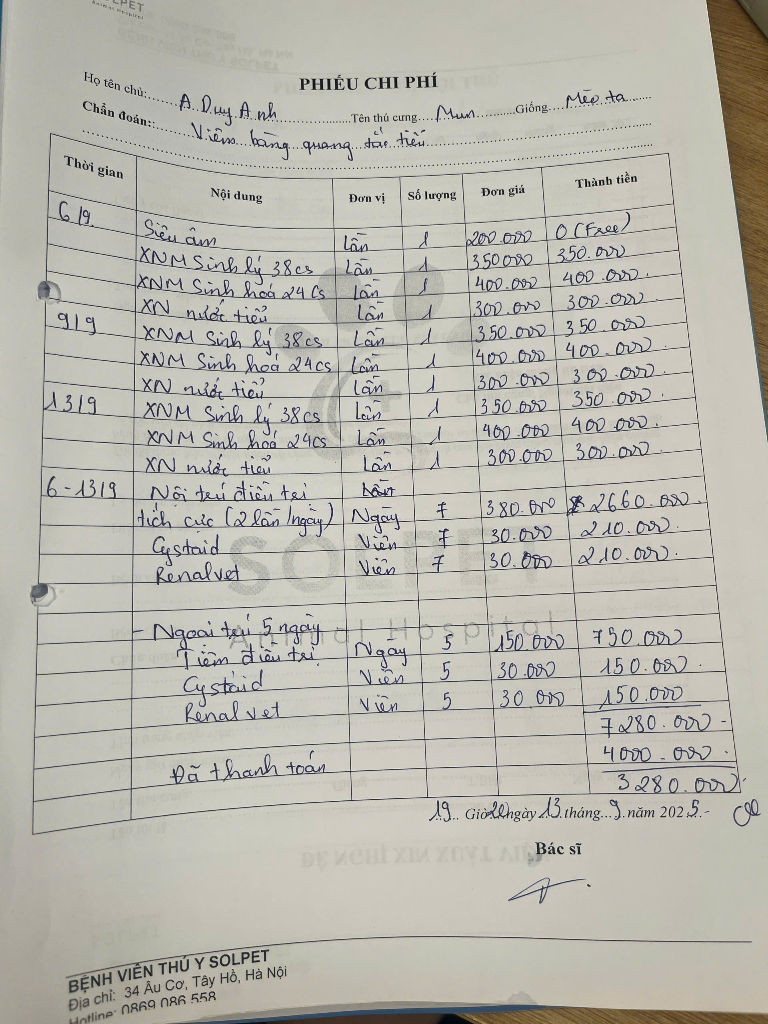 SOLPET
Animal Hospital
PHIẾU CHI PHÍ
Họ tên chủ: A. Duy Anh Tên thú cưng Mun Giống Mèo ta
Chẩn đoán: Viêm bàng quang tắc tiểu
Thời gian Nội dung Đơn vị Số lượng Đơn giá Thành tiền
6/9 Siêu âm Lần 1 200.000 0 (Free)
XNM Sinh lý 38cs Lần 1 350000 350.000
XNM Sinh hoá 24cs Lần 1 400.000 400.000
XN nước tiểu Lần 1 300.000 300.000
9/9 XNM Sinh lý 38cs Lần 1 350.000 350.000
XNM Sinh hoá 24cs Lần 1 400.000 400.000
XN nước tiểu Lần 1 300.000 300.000
13/9 XNM Sinh lý 38cs Lần 1 350.000 350.000
XNM Sinh hoá 24cs Lần 1 400.000 400.000
XN nước tiểu Lần 1 300.000 300.000
6-13/9 Nội trú điều trị
tích cực (2 lần/ngày) Ngày 7 380.000 2660.000
Cystaid Viên 7 30.000 210.000
Renalvet Viên 7 30.000 210.000
SOLPET
Animal Hospital
- Ngoại trú 5 ngày
Tiêm điều trị Ngày 5 150.000 750.000
Cystaid Viên 5 30.000 150.000
Renalvet Viên 5 30.000 150.000
7280.000
Đã thanh toán 4000.000
3280.000
19 Giờ 20 ngày 13 tháng 9 năm 2025
Bác sĩ
BỆNH VIỆN THÚ Y SOLPET
Địa chỉ: 34 Âu Cơ, Tây Hồ, Hà Nội
Hotline: 0869 086 558